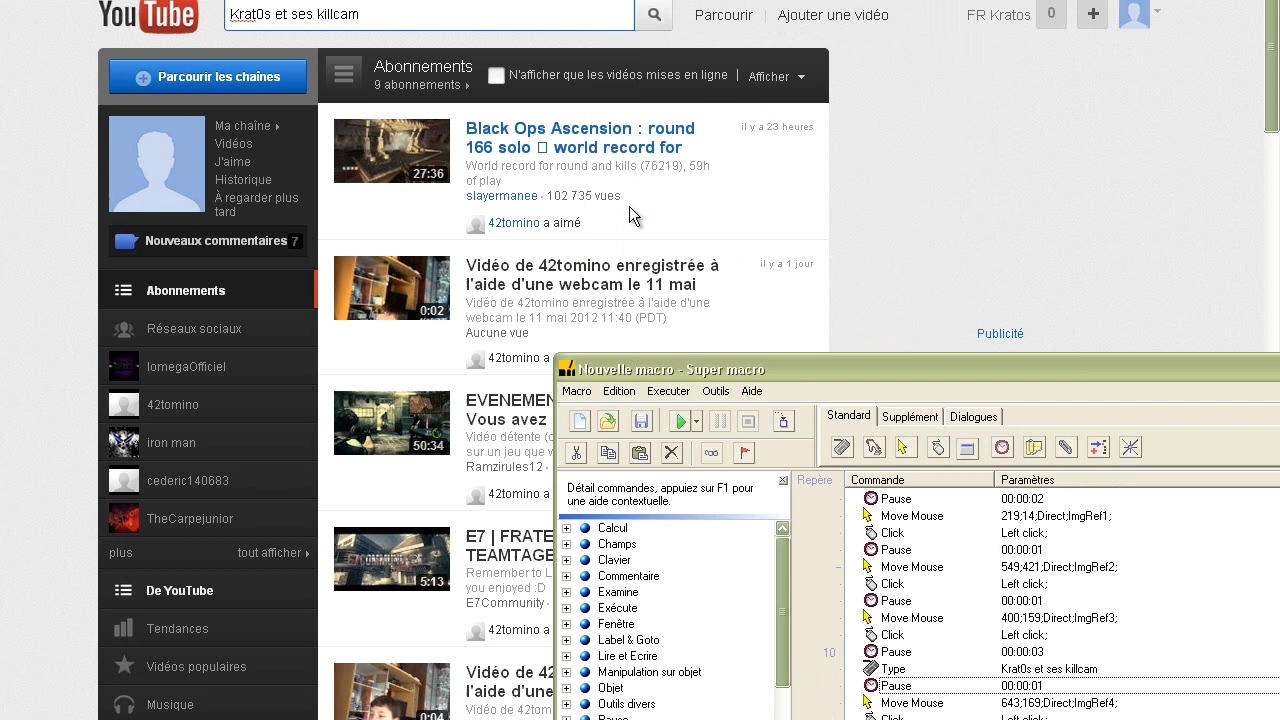 YouTube
Krat0s et ses killcam
Parcourir | Ajouter une vidéo
FR Kratos 0 +
Parcourir les chaînes
Ma chaîne
Vidéos
J'aime
Historique
À regarder plus
tard
Nouveaux commentaires 7
Abonnements
Réseaux sociaux
IomegaOfficiel
42tomino
iron man
cederic140683
TheCarpejunior
plus
tout afficher
De YouTube
Tendances
Vidéos populaires
Musique
Abonnements
9 abonnements
N'afficher que les vidéos mises en ligne | Afficher
27:36
Black Ops Ascension : round
166 solo world record for
il y a 23 heures
World record for round and kills (76219), 59h
of play
slayermanee · 102 735 vues
42tomino a aimé
0:02
Vidéo de 42tomino enregistrée à
l'aide d'une webcam le 11 mai
il y a 1 jour
Vidéo de 42tomino enregistrée à l'aide d'une
webcam le 11 mai 2012 11:40 (PDT)
Aucune vue
42tomino a
50:34
EVENEMEN
Vous avez
Vidéo détente (
sur un jeu que v
Ramzirules12 ·
42tomino a
5:13
E7 | FRATE
TEAMTAGE
Remember to L
you enjoyed :D
E7Community ·
42tomino a
0:04
Vidéo de 42
l'aide d'une
Vidéo de 42tomi
Publicité
Nouvelle macro - Super macro
Macro Edition Executer Outils Aide
Standard Supplément Dialogues
Détail commandes, appuiez sur F1 pour
une aide contextuelle.
Calcul
Champs
Clavier
Commentaire
Examine
Exécute
Fenêtre
Label & Goto
Lire et Ecrire
Manipulation sur objet
Objet
Outils divers
Pause
Repère Commande Paramètres
Pause 00:00:02
Move Mouse 219;14;Direct;ImgRef1;
Click Left click;
Pause 00:00:01
Move Mouse 549;421;Direct;ImgRef2;
Click Left click;
Pause 00:00:01
Move Mouse 400;159;Direct;ImgRef3;
Click Left click;
10 Pause 00:00:03
Type Krat0s et ses killcam
Pause 00:00:01
Move Mouse 643;169;Direct;ImgRef4;
Click Left click;